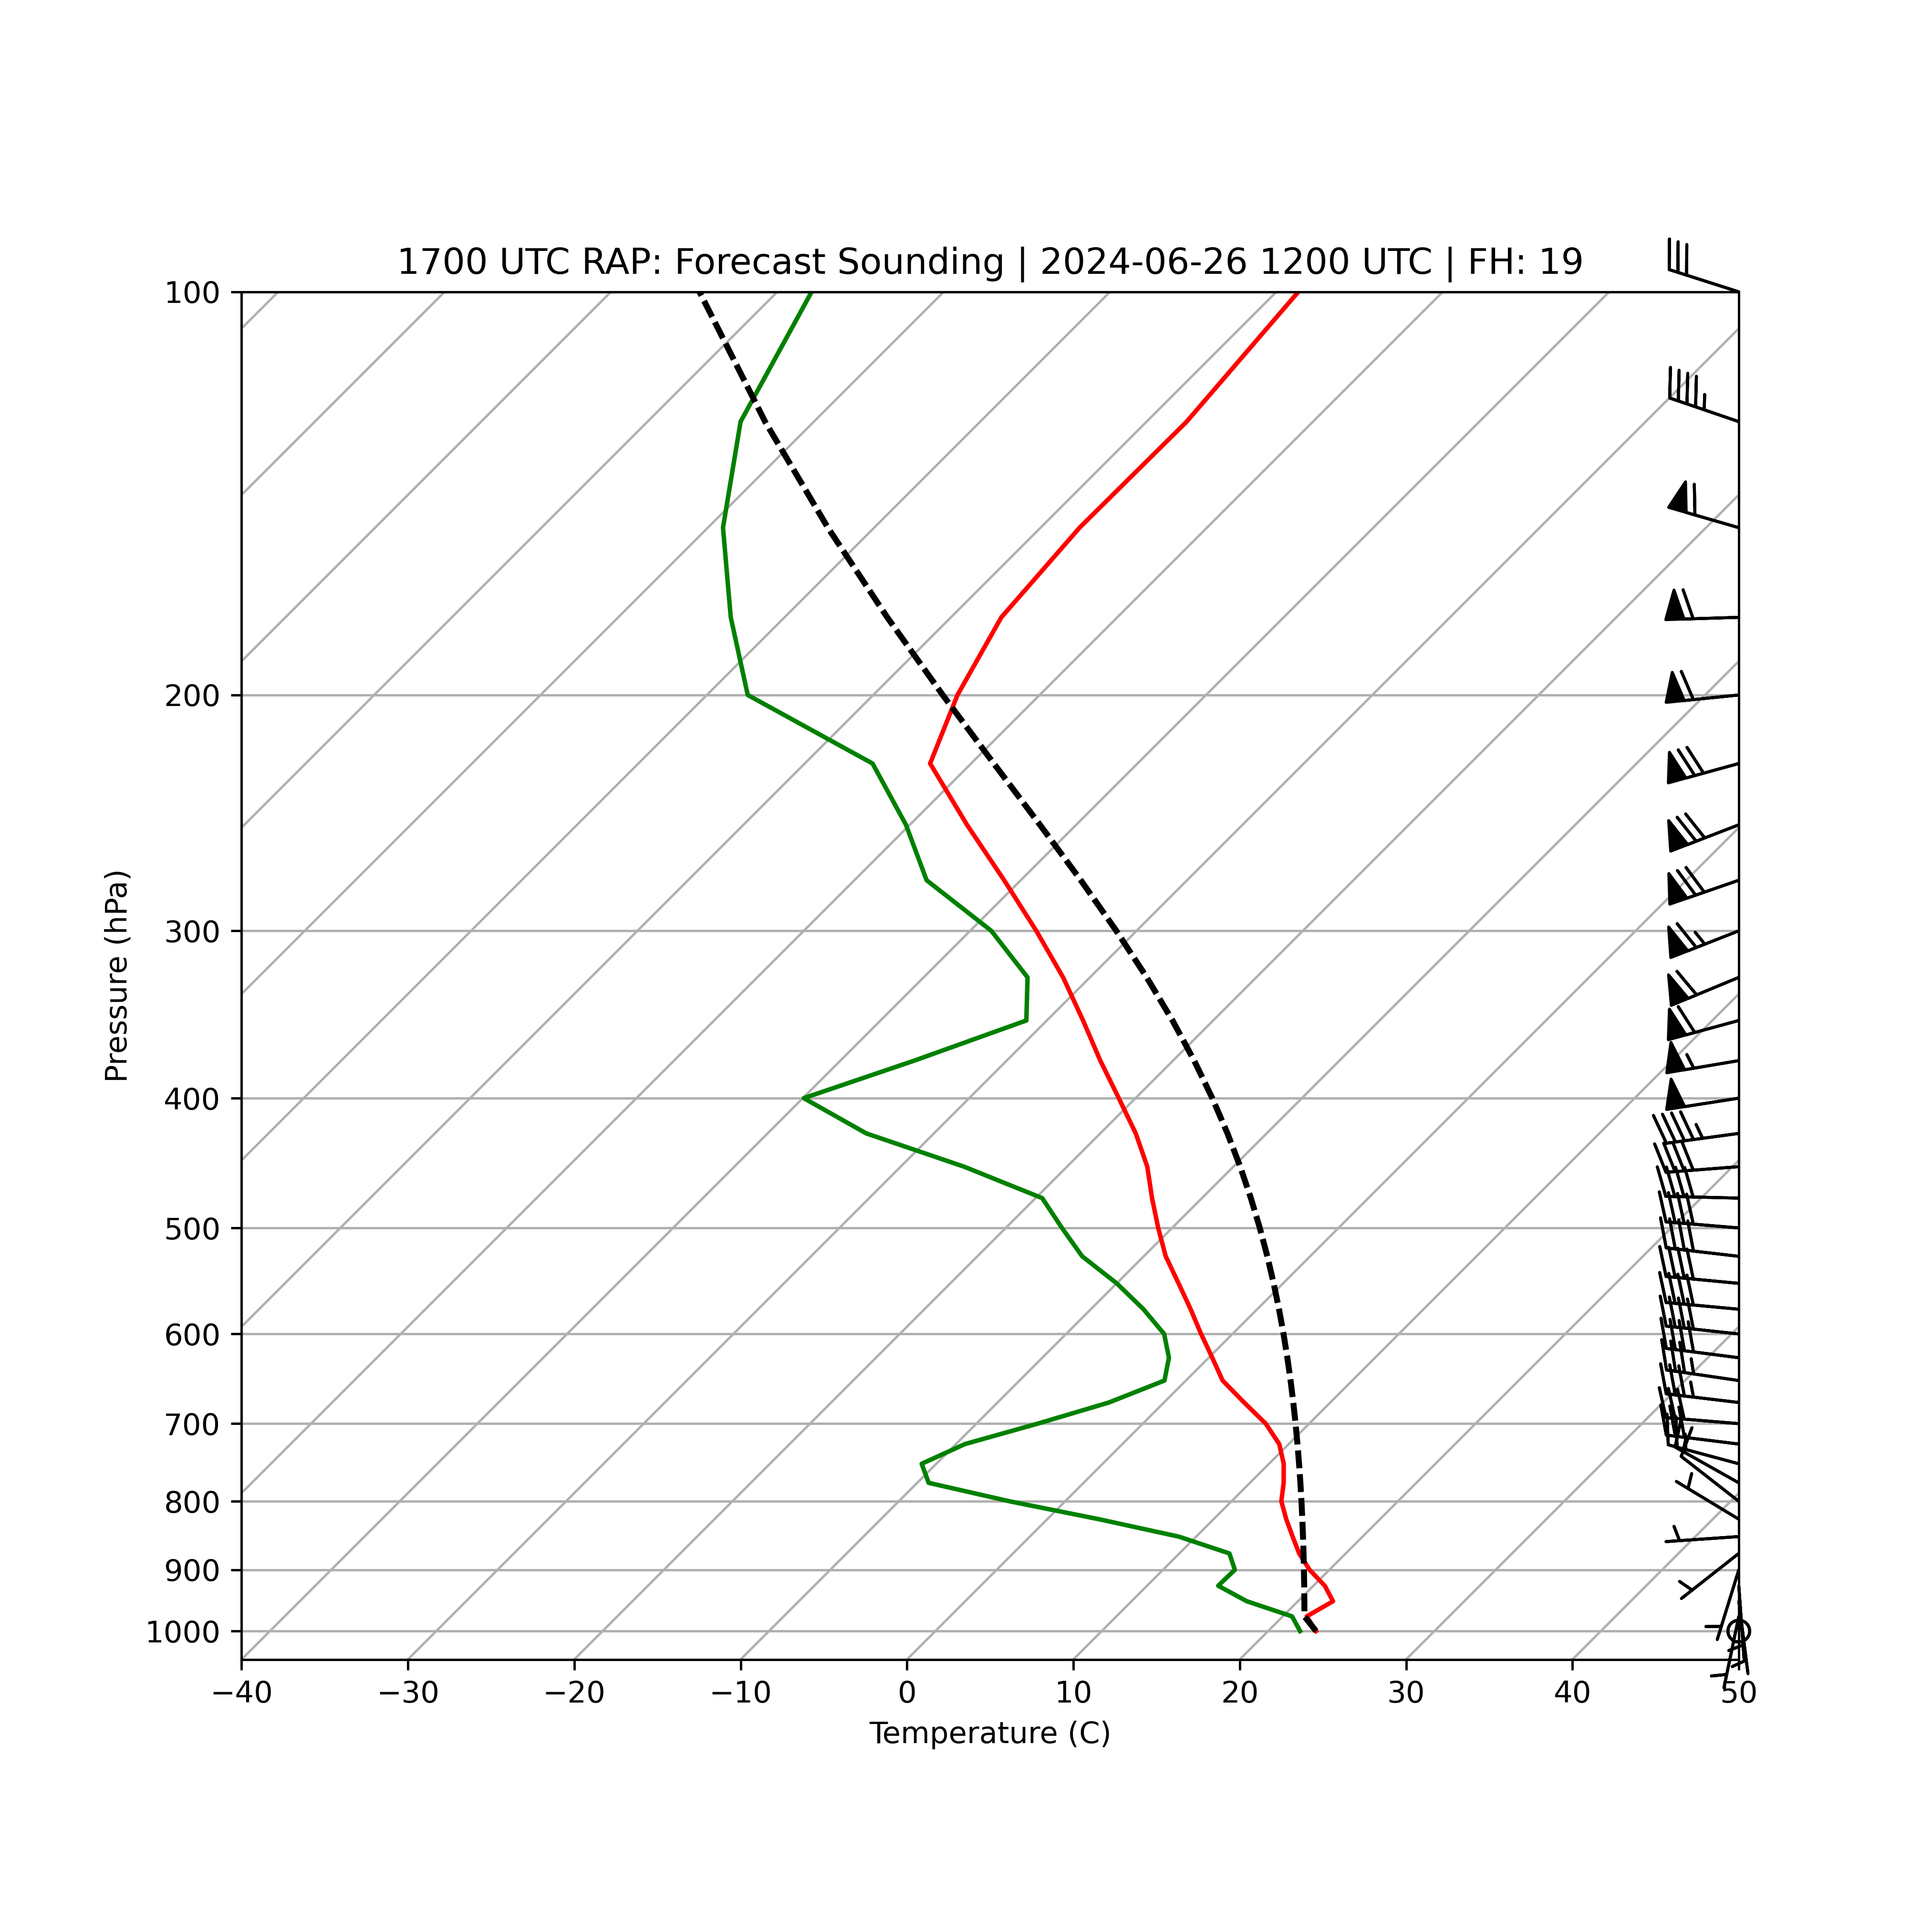 1700 UTC RAP: Forecast Sounding | 2024-06-26 1200 UTC | FH: 19
100
200
300
400
500
600
700
800
900
1000
Pressure (hPa)
−40 −30 −20 −10 0 10 20 30 40 50
Temperature (C)